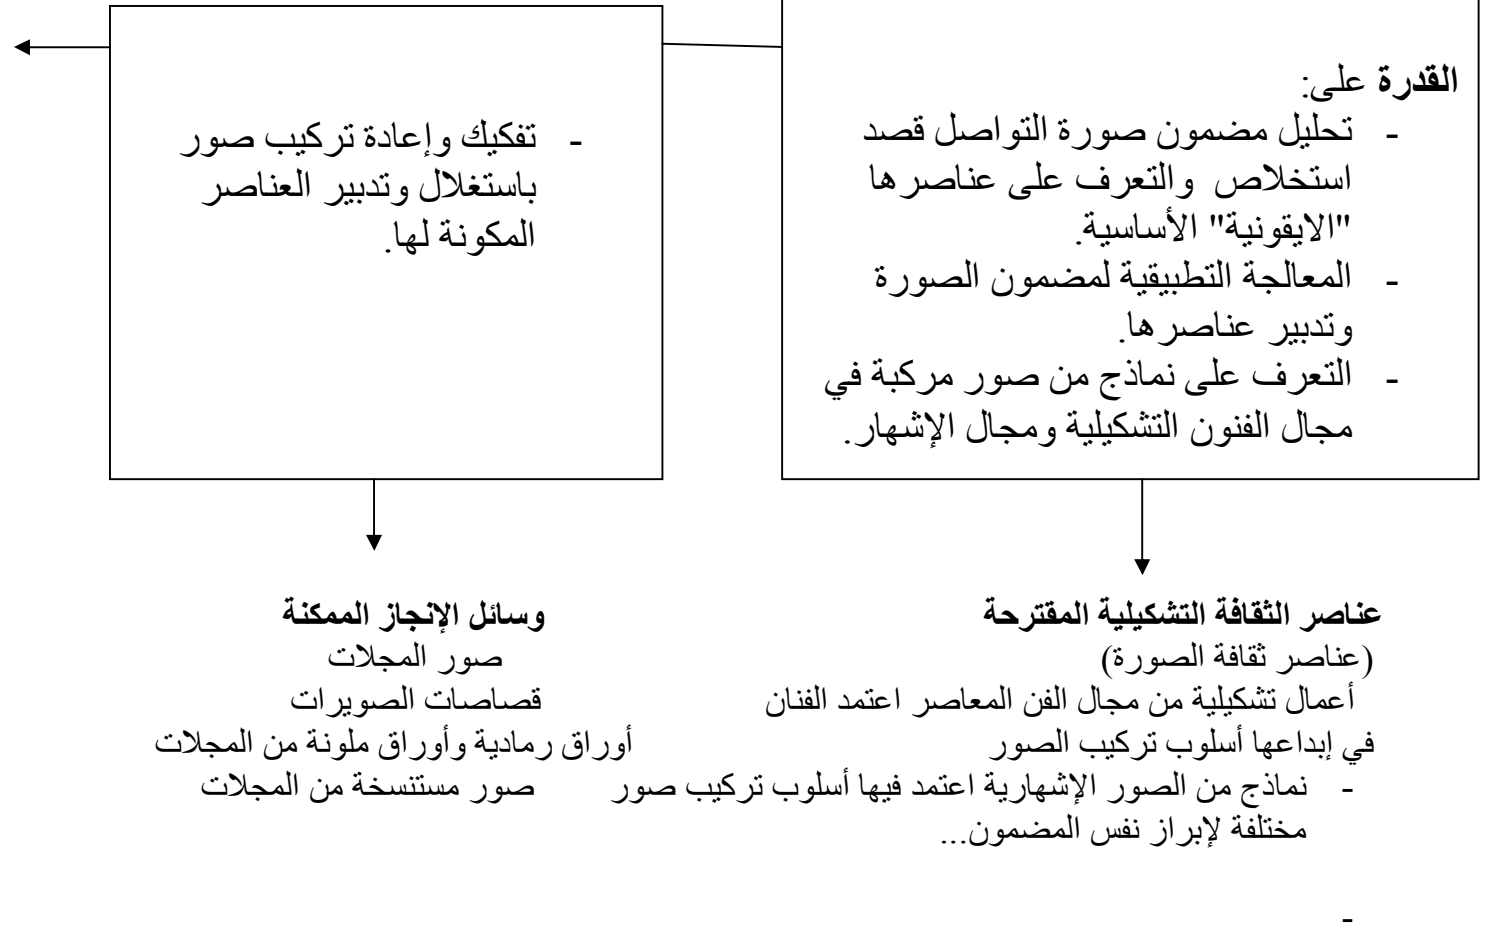 القدرة على:
- تحليل مضمون صورة التواصل قصد
استخلاص والتعرف على عناصرها
"الايقونية" الأساسية.
- المعالجة التطبيقية لمضمون الصورة
وتدبير عناصرها.
- التعرف على نماذج من صور مركبة في
مجال الفنون التشكيلية ومجال الإشهار.
- تفكيك وإعادة تركيب صور
باستغلال وتدبير العناصر
المكونة لها.
عناصر الثقافة التشكيلية المقترحة
(عناصر ثقافة الصورة)
أعمال تشكيلية من مجال الفن المعاصر اعتمد الفنان
في إبداعها أسلوب تركيب الصور
- نماذج من الصور الإشهارية اعتمد فيها أسلوب تركيب صور
مختلفة لإبراز نفس المضمون...
-
وسائل الإنجاز الممكنة
صور المجلات
قصاصات الصويرات
أوراق رمادية وأوراق ملونة من المجلات
صور مستنسخة من المجلات